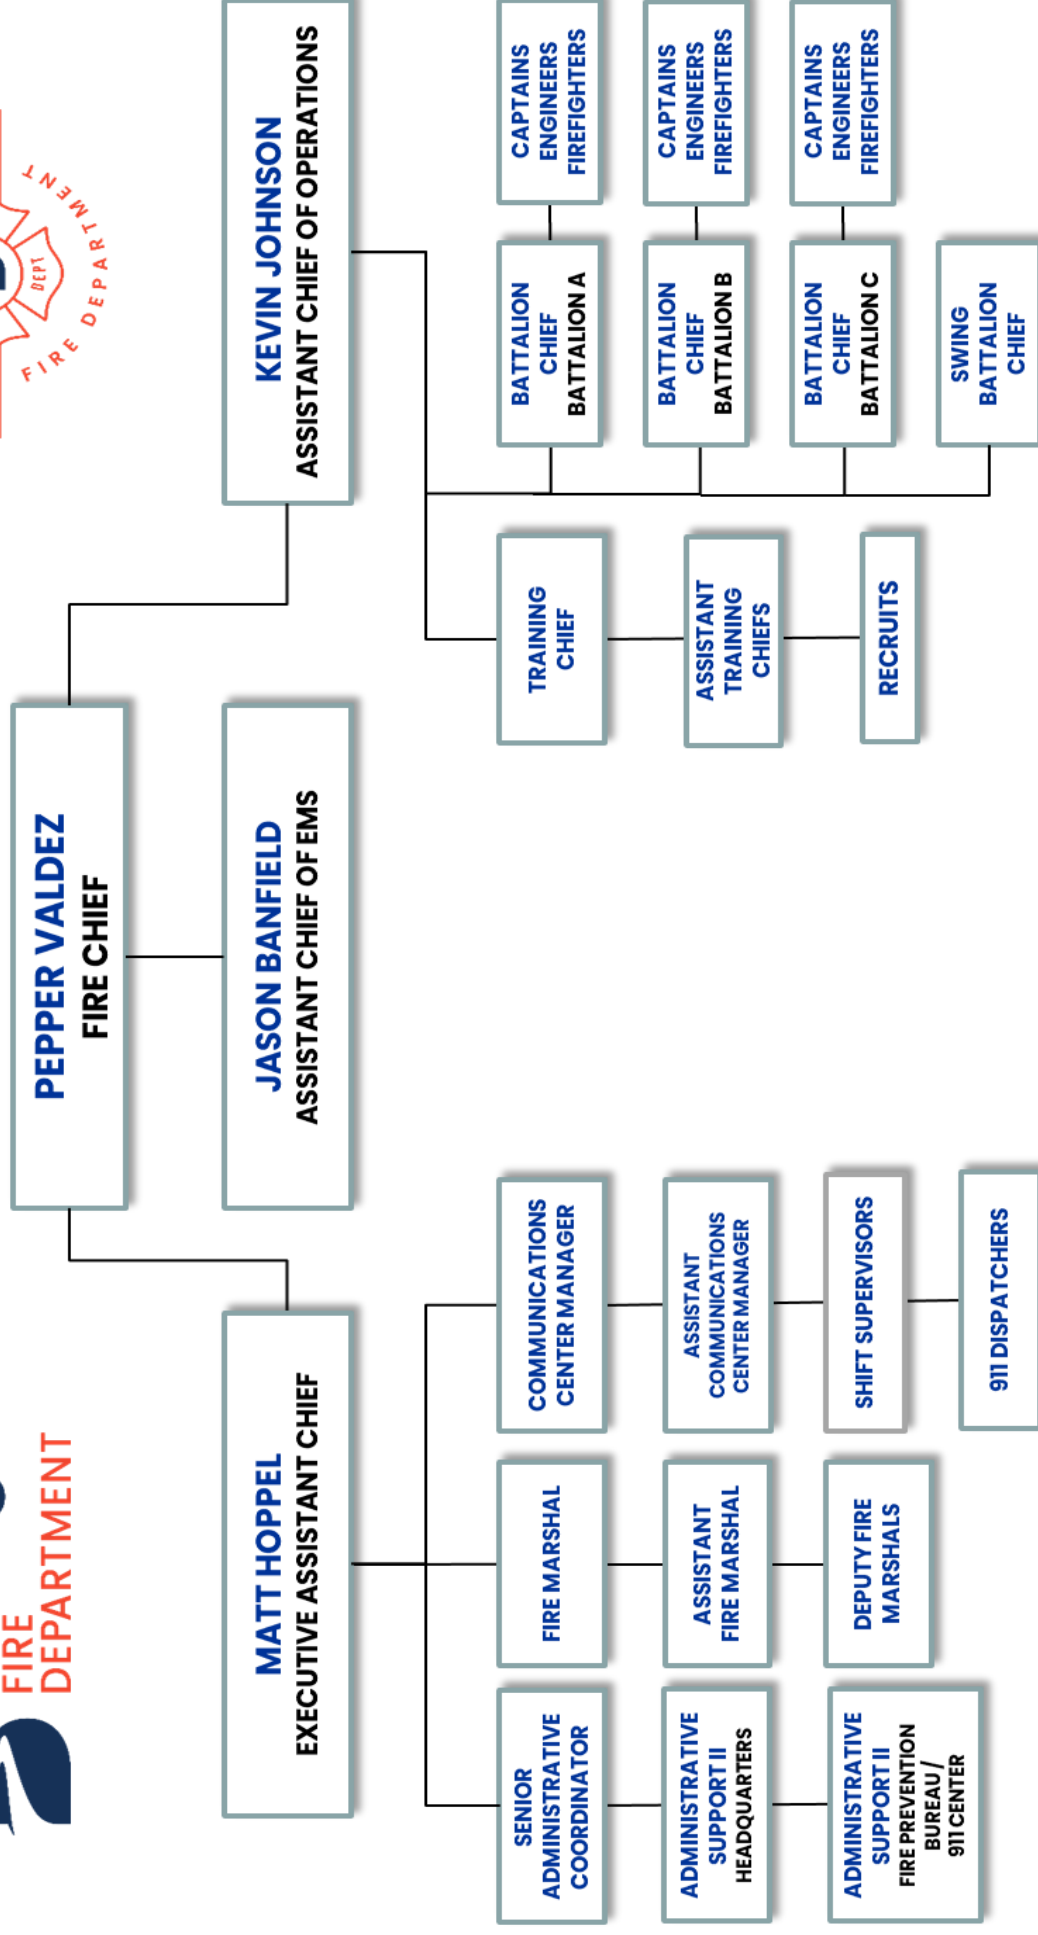 FIRE
DEPARTMENT
DEPT
FIRE DEPARTMENT
PEPPER VALDEZ
FIRE CHIEF
MATT HOPPEL
EXECUTIVE ASSISTANT CHIEF
JASON BANFIELD
ASSISTANT CHIEF OF EMS
KEVIN JOHNSON
ASSISTANT CHIEF OF OPERATIONS
SENIOR
ADMINISTRATIVE
COORDINATOR
ADMINISTRATIVE
SUPPORT II
HEADQUARTERS
ADMINISTRATIVE
SUPPORT II
FIRE PREVENTION
BUREAU /
911 CENTER
FIRE MARSHAL
ASSISTANT
FIRE MARSHAL
DEPUTY FIRE
MARSHALS
COMMUNICATIONS
CENTER MANAGER
ASSISTANT
COMMUNICATIONS
CENTER MANAGER
SHIFT SUPERVISORS
911 DISPATCHERS
TRAINING
CHIEF
ASSISTANT
TRAINING
CHIEFS
RECRUITS
BATTALION
CHIEF
BATTALION A
CAPTAINS
ENGINEERS
FIREFIGHTERS
BATTALION
CHIEF
BATTALION B
CAPTAINS
ENGINEERS
FIREFIGHTERS
BATTALION
CHIEF
BATTALION C
CAPTAINS
ENGINEERS
FIREFIGHTERS
SWING
BATTALION
CHIEF